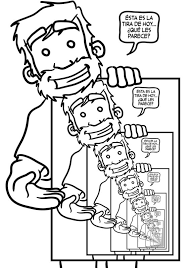 ÉSTA ES LA
TIRA DE HOY...
¿QUÉ LES
PARECE?
ÉSTA ES LA
TIRA DE HOY...
¿QUÉ LES
PARECE?